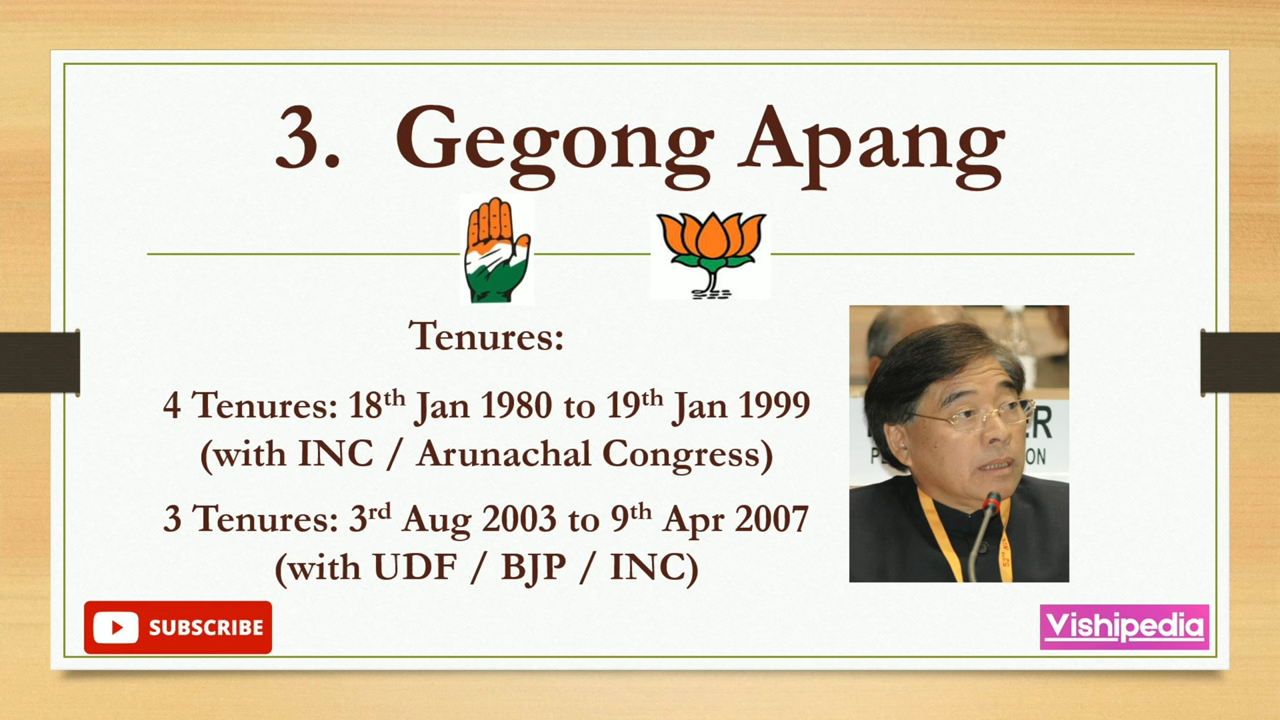 3. Gegong Apang
Tenures:
4 Tenures: 18th Jan 1980 to 19th Jan 1999
(with INC / Arunachal Congress)
3 Tenures: 3rd Aug 2003 to 9th Apr 2007
(with UDF / BJP / INC)
SUBSCRIBE
Vishipedia